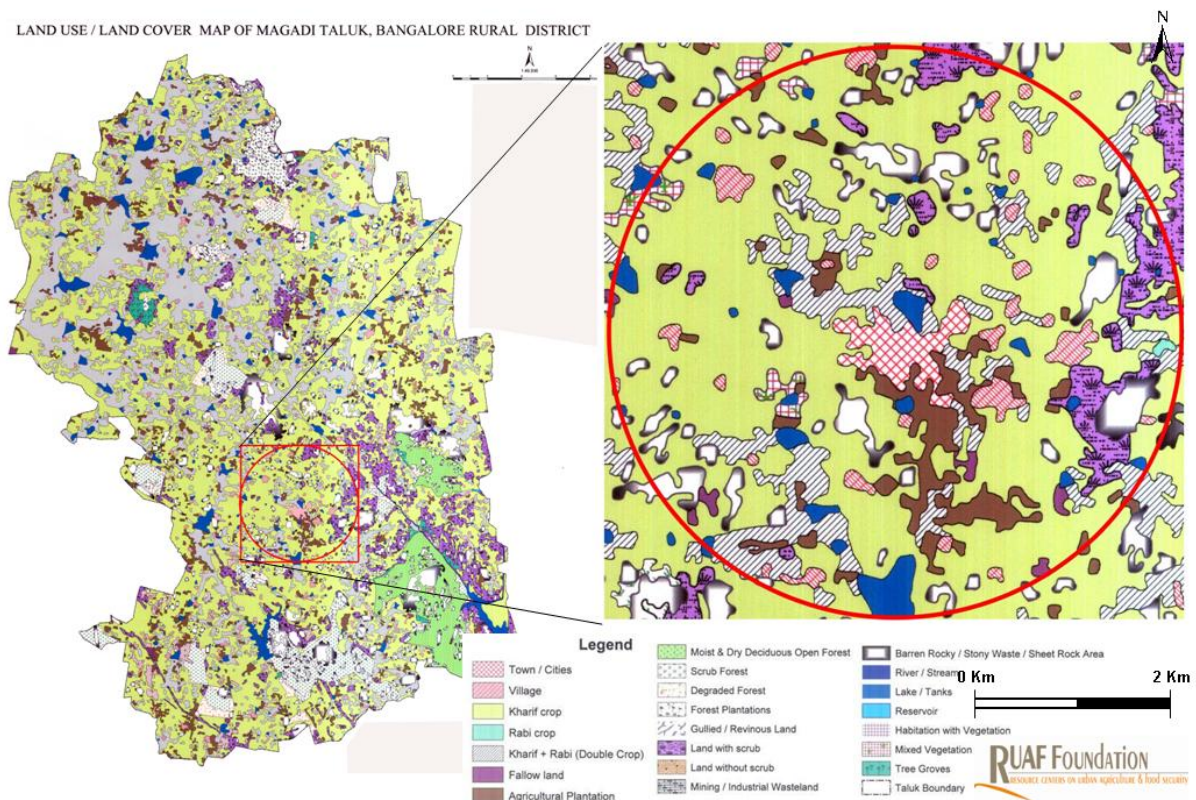 LAND USE / LAND COVER MAP OF MAGADI TALUK, BANGALORE RURAL DISTRICT
N
N
Legend
Town / Cities
Village
Kharif crop
Rabi crop
Kharif + Rabi (Double Crop)
Fallow land
Agricultural Plantation
Moist & Dry Deciduous Open Forest
Scrub Forest
Degraded Forest
Forest Plantations
Gullied / Revinous Land
Land with scrub
Land without scrub
Mining / Industrial Wasteland
Barren Rocky / Stony Waste / Sheet Rock Area
River / Stream
Lake / Tanks
Reservoir
Habitation with Vegetation
Mixed Vegetation
Tree Groves
Taluk Boundary
0 Km 2 Km
RUAF FOUNDATION
RESOURCE CENTERS ON URBAN AGRICULTURE & FOOD SECURITY